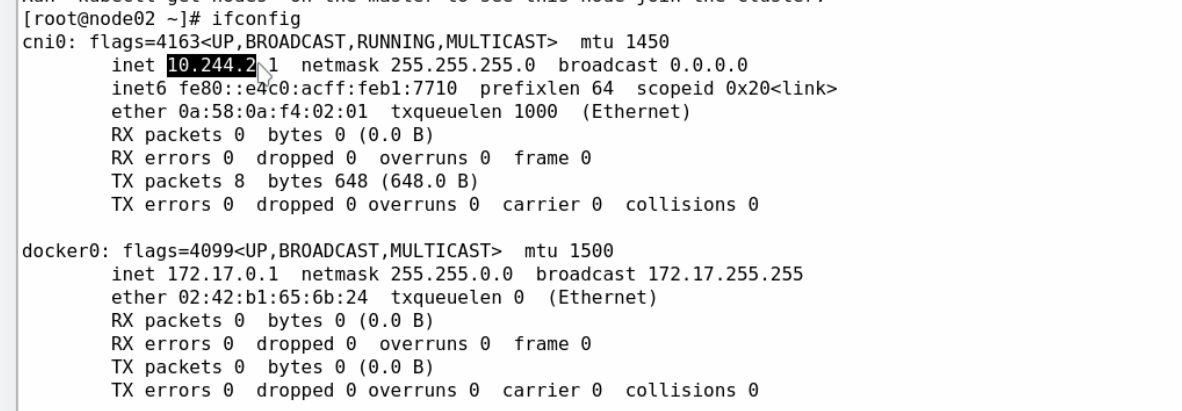 [root@node02 ~]# ifconfig
cni0: flags=4163<UP,BROADCAST,RUNNING,MULTICAST>  mtu 1450
        inet 10.244.2.1  netmask 255.255.255.0  broadcast 0.0.0.0
        inet6 fe80::e4c0:acff:feb1:7710  prefixlen 64  scopeid 0x20<link>
        ether 0a:58:0a:f4:02:01  txqueuelen 1000  (Ethernet)
        RX packets 0  bytes 0 (0.0 B)
        RX errors 0  dropped 0  overruns 0  frame 0
        TX packets 8  bytes 648 (648.0 B)
        TX errors 0  dropped 0 overruns 0  carrier 0  collisions 0
docker0: flags=4099<UP,BROADCAST,MULTICAST>  mtu 1500
        inet 172.17.0.1  netmask 255.255.0.0  broadcast 172.17.255.255
        ether 02:42:b1:65:6b:24  txqueuelen 0  (Ethernet)
        RX packets 0  bytes 0 (0.0 B)
        RX errors 0  dropped 0  overruns 0  frame 0
        TX packets 0  bytes 0 (0.0 B)
        TX errors 0  dropped 0 overruns 0  carrier 0  collisions 0